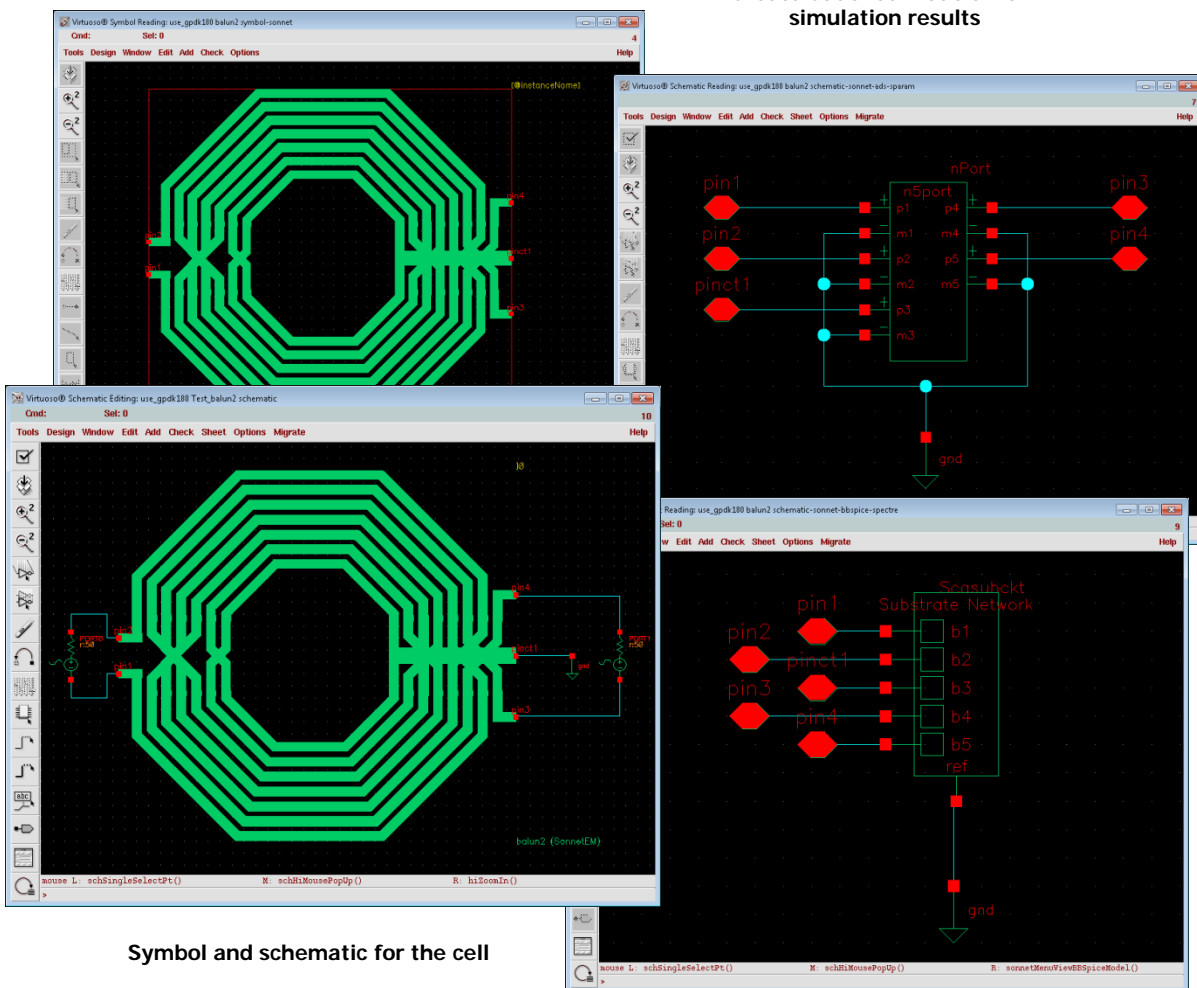 simulation results
Virtuoso® Symbol Reading: use_gpdk180 balun2 symbol-sonnet
Cmd: Sel: 0 4
Tools Design Window Edit Add Check Options Help
[@instanceName]
pin4
pin1
pin3
Virtuoso® Schematic Reading: use_gpdk180 balun2 schematic-sonnet-ads-sparam
7
Tools Design Window Edit Add Check Sheet Options Migrate Help
nPort
pin1 n5port pin3
p1 p4
pin2 m1 m4 pin4
p2 p5
pinct1 m2 m5
p3
m3
gnd
Virtuoso® Schematic Editing: use_gpdk180 Test_balun2 schematic
Cmd: Sel: 0 10
Tools Design Window Edit Add Check Sheet Options Migrate Help
pin4
r:50
pinct1
gnd
pin1
pin3
balun2 (SonnetEM)
mouse L: schSingleSelectPt() M: schHiMousePopUp() R: hiZoomIn()
>
Reading: use_gpdk180 balun2 schematic-sonnet-bbspice-spectre
Sel: 0 9
w Edit Add Check Sheet Options Migrate Help
Scasubckt
pin1 Substrate Network
pin2 b1
pinct1 b2
pin3 b3
pin4 b4
b5
ref
gnd
mouse L: schSingleSelectPt() M: schHiMousePopUp() R: sonnetMenuViewBBSpiceModel()
>
Symbol and schematic for the cell